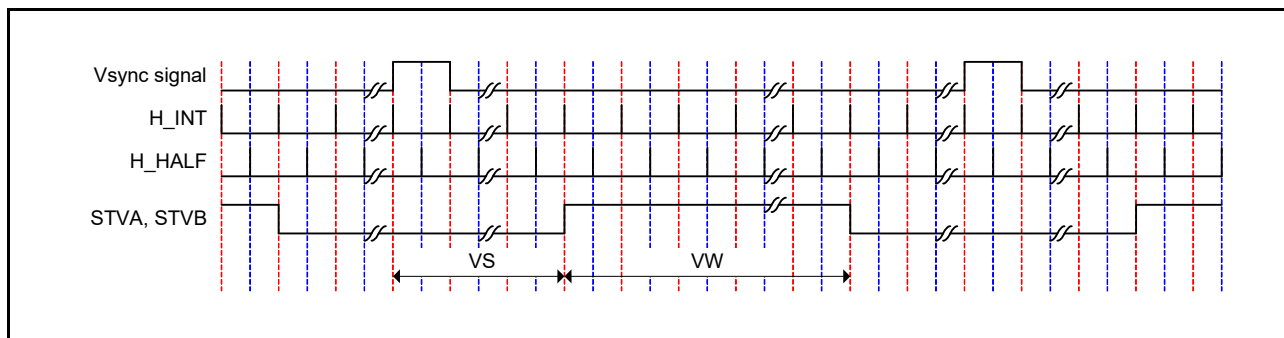 Vsync signal
H_INT
H_HALF
STVA, STVB
VS
VW